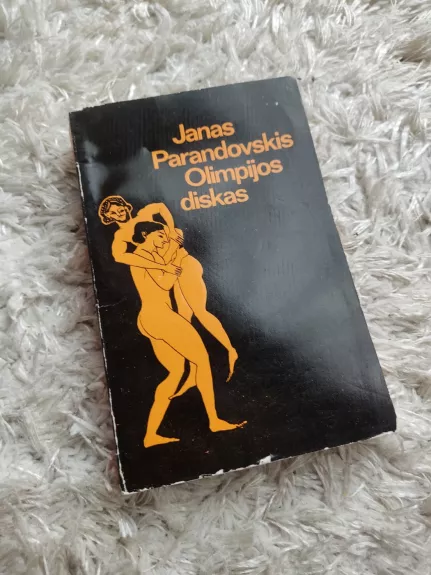 Janas
Parandovskis
Olimpijos
diskas